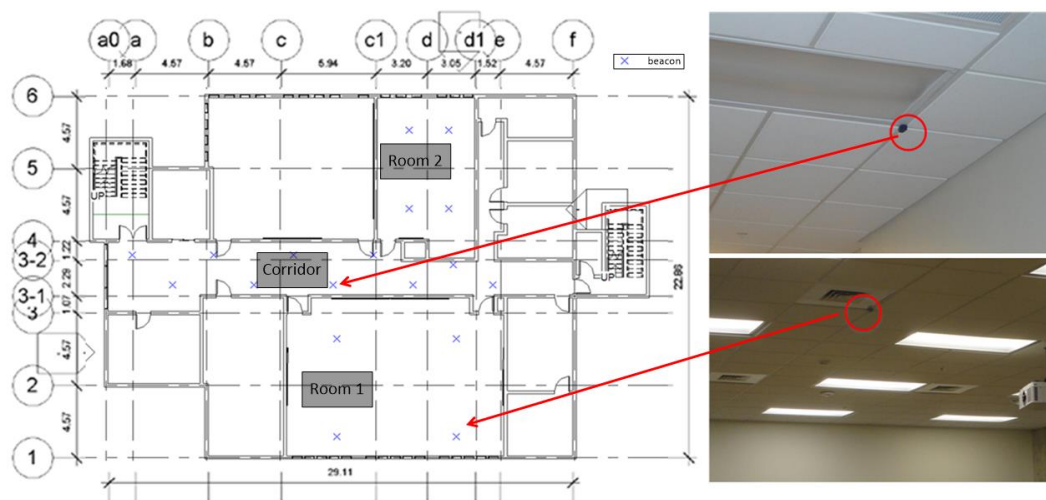 a0 a b c c1 d d1 e f
1.68 4.57 4.57 5.94 3.20 3.05 1.52 4.57
× beacon
6
4.57
5
Room 2
4.57
UP
4
1.22
3-2
Corridor
2.29
UP
3-1
1.07
3
22.86
4.57
2
Room 1
4.57
1
29.11